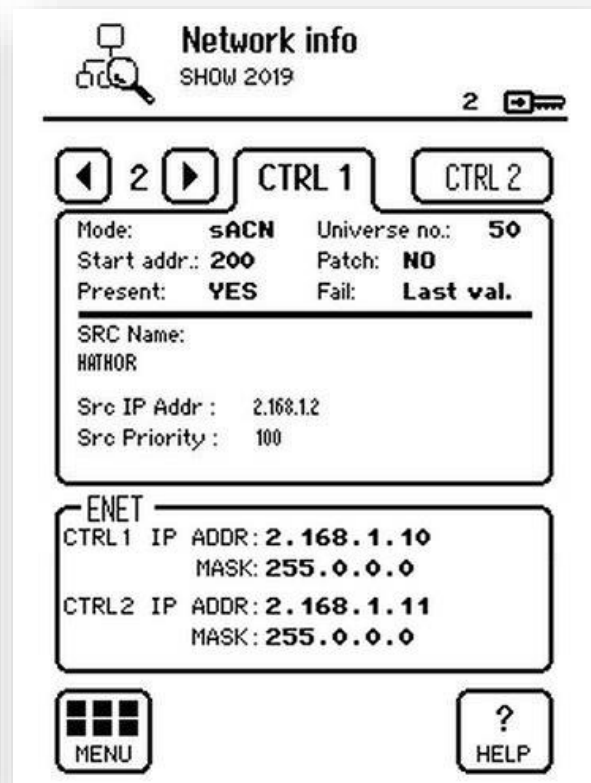 Network info
SHOW 2019
2
2 CTRL 1 CTRL 2
Mode: sACN Universe no.: 50
Start addr.: 200 Patch: NO
Present: YES Fail: Last val.
SRC Name:
HATHOR
Src IP Addr : 2.168.1.2
Src Priority : 100
ENET
CTRL1 IP ADDR: 2.168.1.10
MASK: 255.0.0.0
CTRL2 IP ADDR: 2.168.1.11
MASK: 255.0.0.0
MENU
? HELP